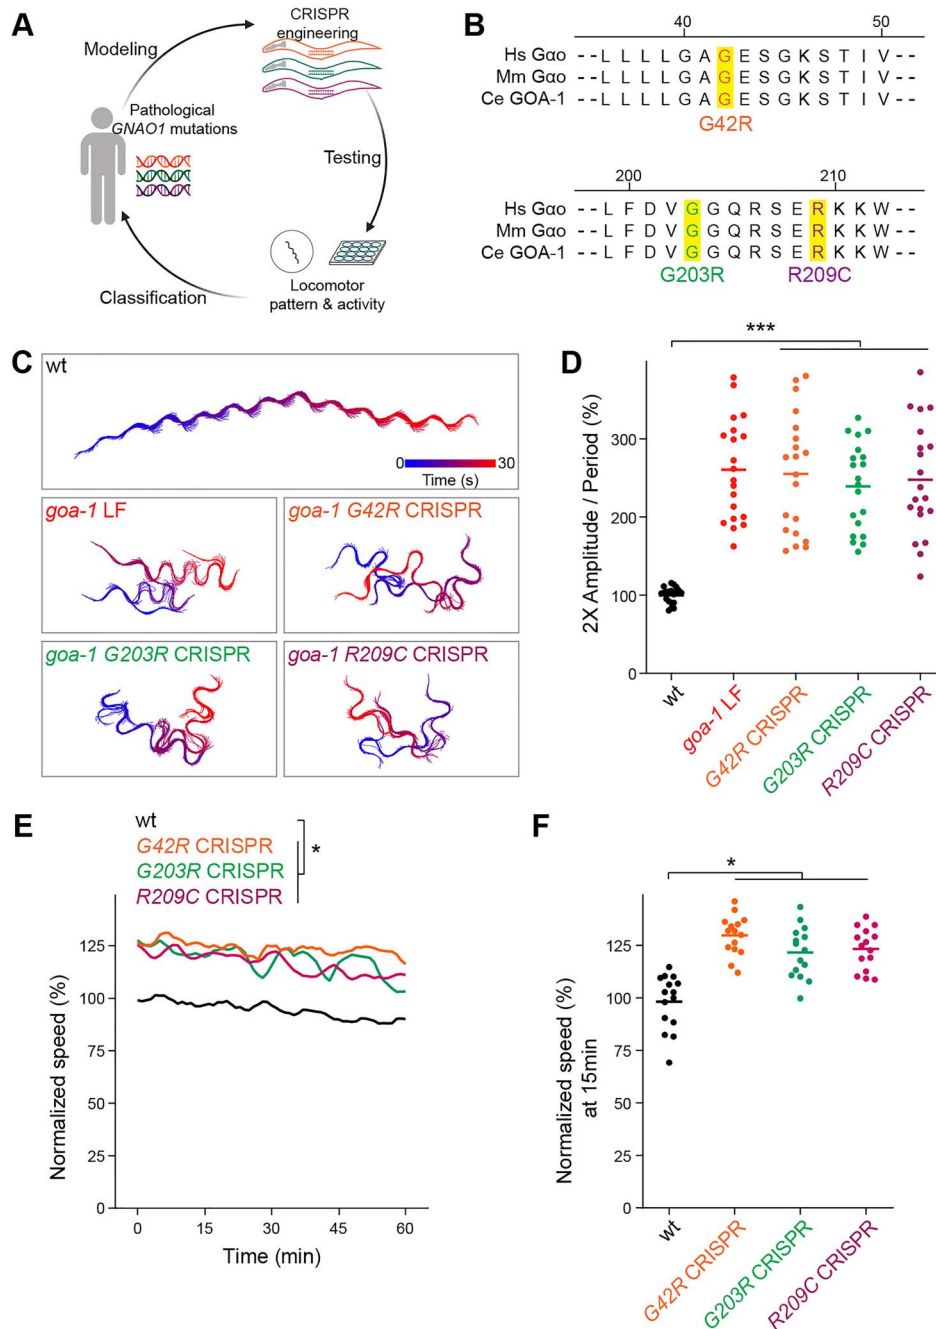 A
CRISPR
engineering
Modeling
Pathological
GNAO1 mutations
Testing
Locomotor
pattern & activity
Classification
B
40 50
Hs Gαo -- L L L L G A G E S G K S T I V --
Mm Gαo -- L L L L G A G E S G K S T I V --
Ce GOA-1 -- L L L L G A G E S G K S T I V --
G42R
200 210
Hs Gαo -- L F D V G G Q R S E R K K W --
Mm Gαo -- L F D V G G Q R S E R K K W --
Ce GOA-1 -- L F D V G G Q R S E R K K W --
G203R R209C
C
wt
0 30
Time (s)
goa-1 LF
goa-1 G42R CRISPR
goa-1 G203R CRISPR
goa-1 R209C CRISPR
D
***
2X Amplitude / Period (%)
300
200
100
0
wt
goa-1 LF
G42R CRISPR
G203R CRISPR
R209C CRISPR
E
wt
G42R CRISPR
G203R CRISPR
R209C CRISPR
*
Normalized speed (%)
125
100
75
50
25
0
0 15 30 45 60
Time (min)
F
*
Normalized speed (%)
at 15min
125
100
75
50
25
0
wt
G42R CRISPR
G203R CRISPR
R209C CRISPR